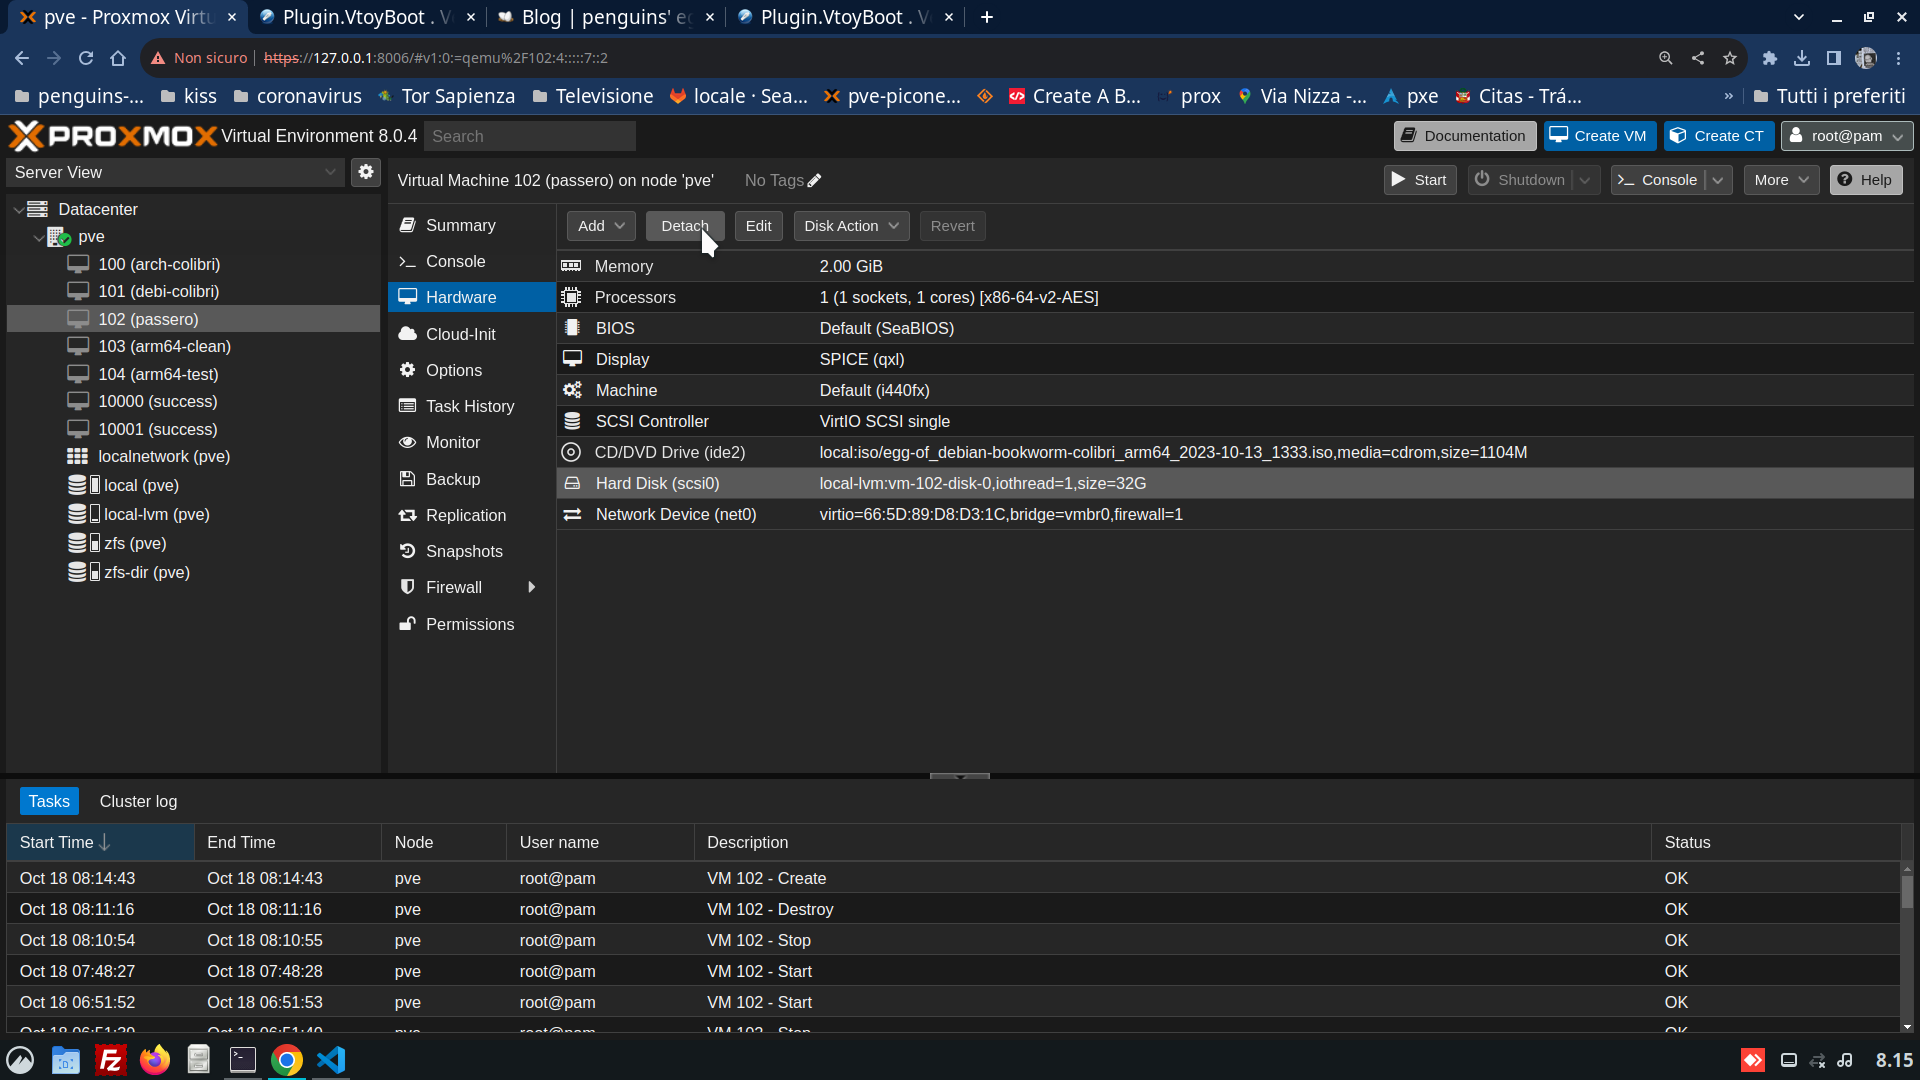 pve - Proxmox Virtu
Plugin.VtoyBoot . V
Blog | penguins' e
Plugin.VtoyBoot . V
Non sicuro
https://127.0.0.1:8006/#v1:0:=qemu%2F102:4:::::7::2
penguins-...
kiss
coronavirus
Tor Sapienza
Televisione
locale · Sea...
pve-picone...
Create A B...
prox
Via Nizza -...
pxe
Citas - Trá...
»
Tutti i preferiti
PROXMOX Virtual Environment 8.0.4
Search
Documentation
Create VM
Create CT
root@pam
Server View
Virtual Machine 102 (passero) on node 'pve'
No Tags
Start
Shutdown
Console
More
Help
Datacenter
pve
100 (arch-colibri)
101 (debi-colibri)
102 (passero)
103 (arm64-clean)
104 (arm64-test)
10000 (success)
10001 (success)
localnetwork (pve)
local (pve)
local-lvm (pve)
zfs (pve)
zfs-dir (pve)
Summary
Console
Hardware
Cloud-Init
Options
Task History
Monitor
Backup
Replication
Snapshots
Firewall
Permissions
Add
Detach
Edit
Disk Action
Revert
Memory 2.00 GiB
Processors 1 (1 sockets, 1 cores) [x86-64-v2-AES]
BIOS Default (SeaBIOS)
Display SPICE (qxl)
Machine Default (i440fx)
SCSI Controller VirtIO SCSI single
CD/DVD Drive (ide2) local:iso/egg-of_debian-bookworm-colibri_arm64_2023-10-13_1333.iso,media=cdrom,size=1104M
Hard Disk (scsi0) local-lvm:vm-102-disk-0,iothread=1,size=32G
Network Device (net0) virtio=66:5D:89:D8:D3:1C,bridge=vmbr0,firewall=1
Tasks
Cluster log
Start Time End Time Node User name Description Status
Oct 18 08:14:43 Oct 18 08:14:43 pve root@pam VM 102 - Create OK
Oct 18 08:11:16 Oct 18 08:11:16 pve root@pam VM 102 - Destroy OK
Oct 18 08:10:54 Oct 18 08:10:55 pve root@pam VM 102 - Stop OK
Oct 18 07:48:27 Oct 18 07:48:28 pve root@pam VM 102 - Start OK
Oct 18 06:51:52 Oct 18 06:51:53 pve root@pam VM 102 - Start OK
8.15